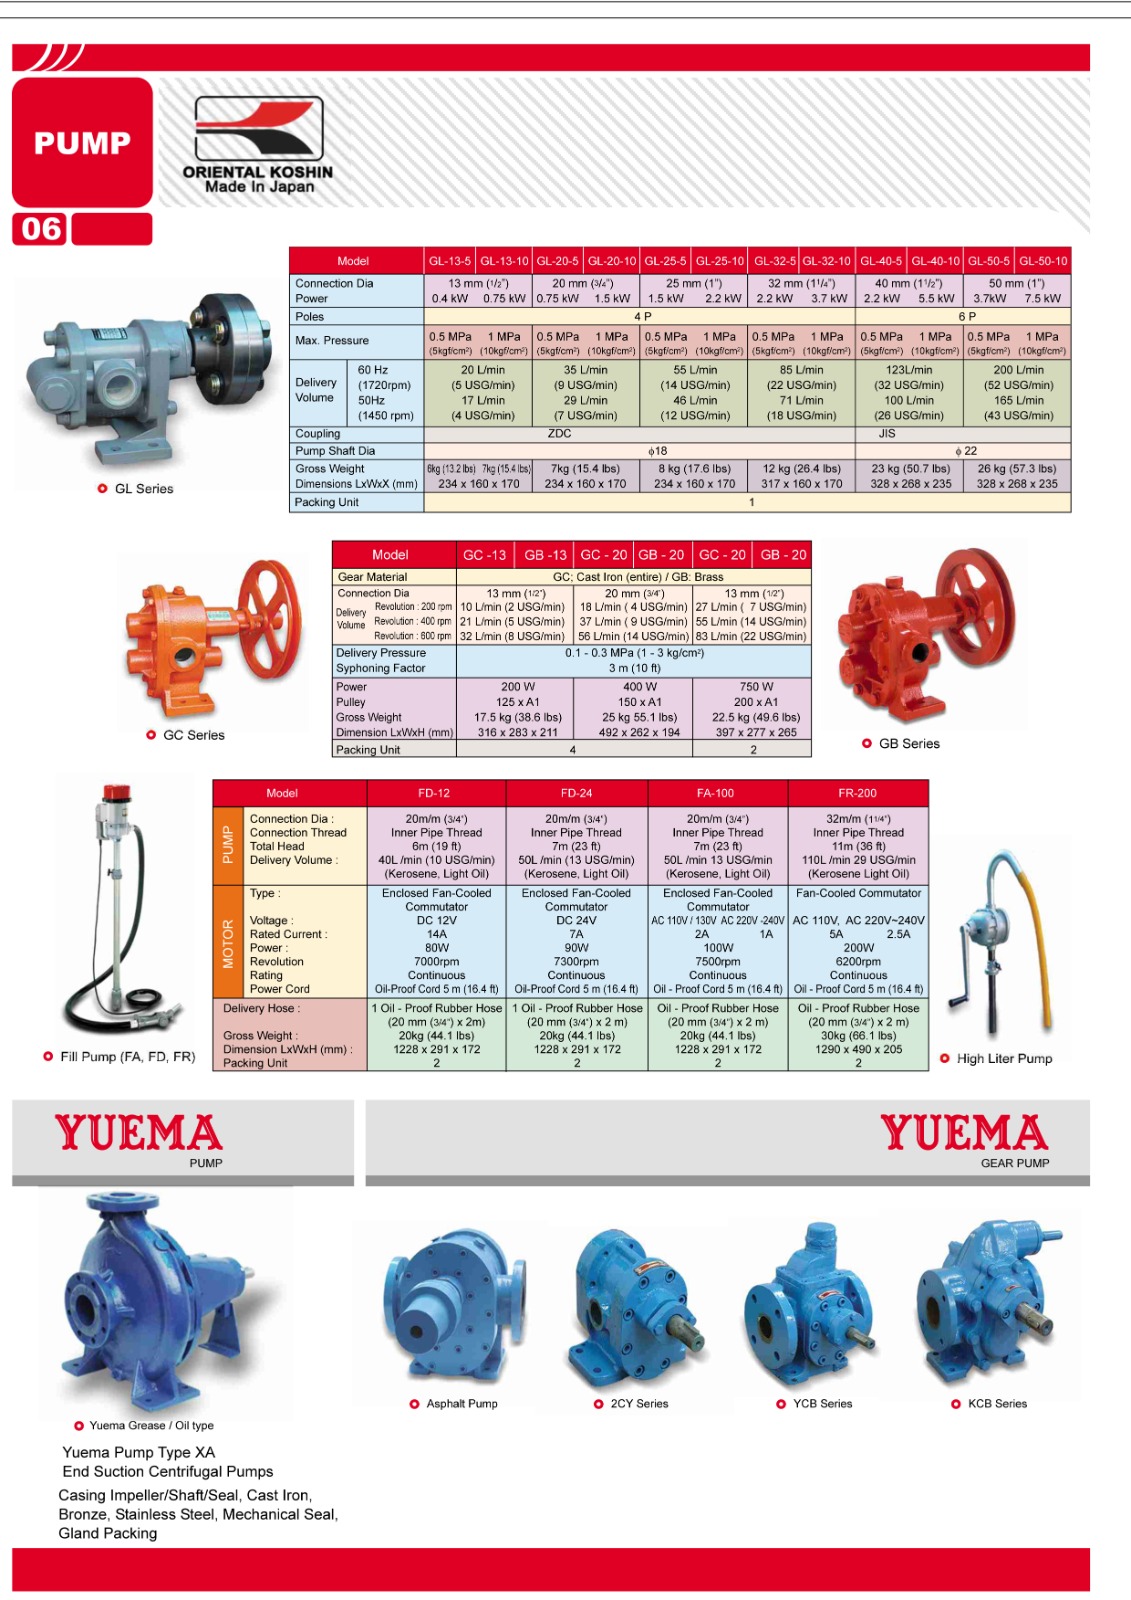 PUMP
06
ORIENTAL KOSHIN
Made In Japan
Model GL-13-5 GL-13-10 GL-20-5 GL-20-10 GL-25-5 GL-25-10 GL-32-5 GL-32-10 GL-40-5 GL-40-10 GL-50-5 GL-50-10
Connection Dia 13 mm (1/2") 20 mm (3/4") 25 mm (1") 32 mm (11/4") 40 mm (11/2") 50 mm (1")
Power 0.4 kW 0.75 kW 0.75 kW 1.5 kW 1.5 kW 2.2 kW 2.2 kW 3.7 kW 2.2 kW 5.5 kW 3.7kW 7.5 kW
Poles 4 P 6 P
Max. Pressure 0.5 MPa 1 MPa 0.5 MPa 1 MPa 0.5 MPa 1 MPa 0.5 MPa 1 MPa 0.5 MPa 1 MPa 0.5 MPa 1 MPa
(5kgf/cm²) (10kgf/cm²) (5kgf/cm²) (10kgf/cm²) (5kgf/cm²) (10kgf/cm²) (5kgf/cm²) (10kgf/cm²) (5kgf/cm²) (10kgf/cm²) (5kgf/cm²) (10kgf/cm²)
Delivery Volume
60 Hz 20 L/min 35 L/min 55 L/min 85 L/min 123L/min 200 L/min
(1720rpm) (5 USG/min) (9 USG/min) (14 USG/min) (22 USG/min) (32 USG/min) (52 USG/min)
50Hz 17 L/min 29 L/min 46 L/min 71 L/min 100 L/min 165 L/min
(1450 rpm) (4 USG/min) (7 USG/min) (12 USG/min) (18 USG/min) (26 USG/min) (43 USG/min)
Coupling ZDC JIS
Pump Shaft Dia ϕ18 ϕ 22
Gross Weight 6kg (13.2 lbs) 7kg (15.4 lbs) 7kg (15.4 lbs) 8 kg (17.6 lbs) 12 kg (26.4 lbs) 23 kg (50.7 lbs) 26 kg (57.3 lbs)
Dimensions LxWxX (mm) 234 x 160 x 170 234 x 160 x 170 234 x 160 x 170 317 x 160 x 170 328 x 268 x 235 328 x 268 x 235
Packing Unit 1
GL Series
Model GC -13 GB -13 GC - 20 GB - 20 GC - 20 GB - 20
Gear Material GC; Cast Iron (entire) / GB: Brass
Connection Dia 13 mm (1/2") 20 mm (3/4") 13 mm (1/2")
Delivery Volume
Revolution : 200 rpm 10 L/min (2 USG/min) 18 L/min ( 4 USG/min) 27 L/min ( 7 USG/min)
Revolution : 400 rpm 21 L/min (5 USG/min) 37 L/min ( 9 USG/min) 55 L/min (14 USG/min)
Revolution : 600 rpm 32 L/min (8 USG/min) 56 L/min (14 USG/min) 83 L/min (22 USG/min)
Delivery Pressure 0.1 - 0.3 MPa (1 - 3 kg/cm²)
Syphoning Factor 3 m (10 ft)
Power 200 W 400 W 750 W
Pulley 125 x A1 150 x A1 200 x A1
Gross Weight 17.5 kg (38.6 lbs) 25 kg 55.1 lbs) 22.5 kg (49.6 lbs)
Dimension LxWxH (mm) 316 x 283 x 211 492 x 262 x 194 397 x 277 x 265
Packing Unit 4 2
GC Series
GB Series
Model FD-12 FD-24 FA-100 FR-200
PUMP
Connection Dia : 20m/m (3/4") 20m/m (3/4") 20m/m (3/4") 32m/m (11/4")
Connection Thread Inner Pipe Thread Inner Pipe Thread Inner Pipe Thread Inner Pipe Thread
Total Head 6m (19 ft) 7m (23 ft) 7m (23 ft) 11m (36 ft)
Delivery Volume : 40L /min (10 USG/min) 50L /min (13 USG/min) 50L /min 13 USG/min 110L /min 29 USG/min
(Kerosene, Light Oil) (Kerosene, Light Oil) (Kerosene, Light Oil) (Kerosene Light Oil)
MOTOR
Type : Enclosed Fan-Cooled Enclosed Fan-Cooled Enclosed Fan-Cooled Fan-Cooled Commutator
Commutator Commutator Commutator
Voltage : DC 12V DC 24V AC 110V / 130V AC 220V -240V AC 110V, AC 220V~240V
Rated Current : 14A 7A 2A 1A 5A 2.5A
Power : 80W 90W 100W 200W
Revolution 7000rpm 7300rpm 7500rpm 6200rpm
Rating Continuous Continuous Continuous Continuous
Power Cord Oil-Proof Cord 5 m (16.4 ft) Oil-Proof Cord 5 m (16.4 ft) Oil - Proof Cord 5 m (16.4 ft) Oil - Proof Cord 5 m (16.4 ft)
Delivery Hose : 1 Oil - Proof Rubber Hose 1 Oil - Proof Rubber Hose Oil - Proof Rubber Hose Oil - Proof Rubber Hose
(20 mm (3/4") x 2m) (20 mm (3/4") x 2 m) (20 mm (3/4") x 2 m) (20 mm (3/4") x 2 m)
Gross Weight : 20kg (44.1 lbs) 20kg (44.1 lbs) 20kg (44.1 lbs) 30kg (66.1 lbs)
Dimension LxWxH (mm) : 1228 x 291 x 172 1228 x 291 x 172 1228 x 291 x 172 1290 x 490 x 205
Packing Unit 2 2 2 2
Fill Pump (FA, FD, FR)
High Liter Pump
YUEMA
PUMP
YUEMA
GEAR PUMP
Asphalt Pump
2CY Series
YCB Series
KCB Series
Yuema Grease / Oil type
Yuema Pump Type XA
End Suction Centrifugal Pumps
Casing Impeller/Shaft/Seal, Cast Iron,
Bronze, Stainless Steel, Mechanical Seal,
Gland Packing